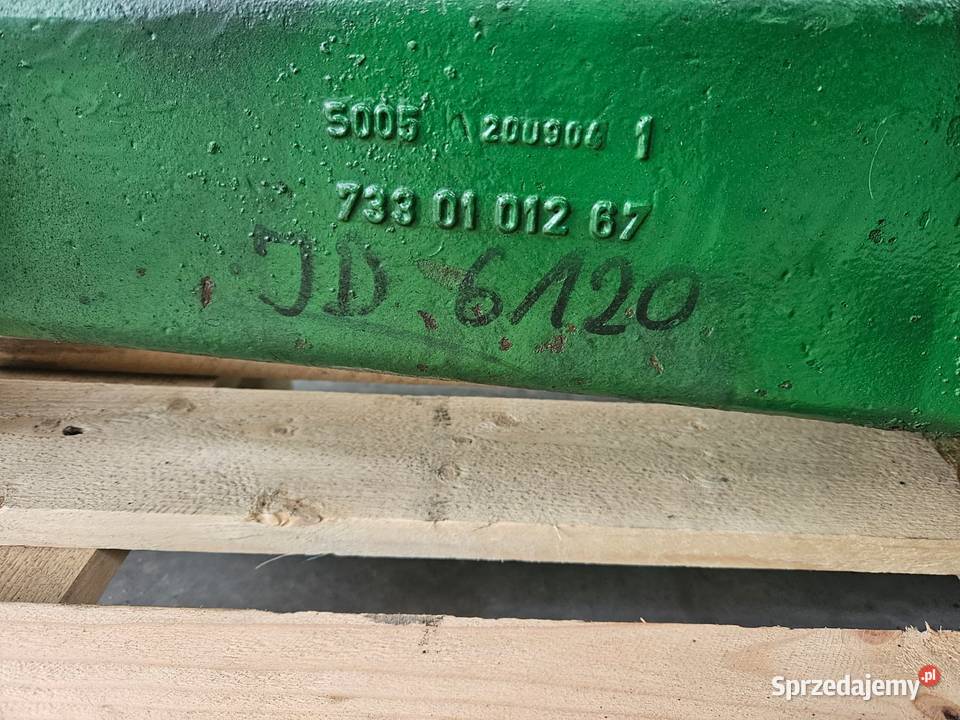 S005 200904 1
733 01 012 67
JD 6120
Sprzedajemy.pl